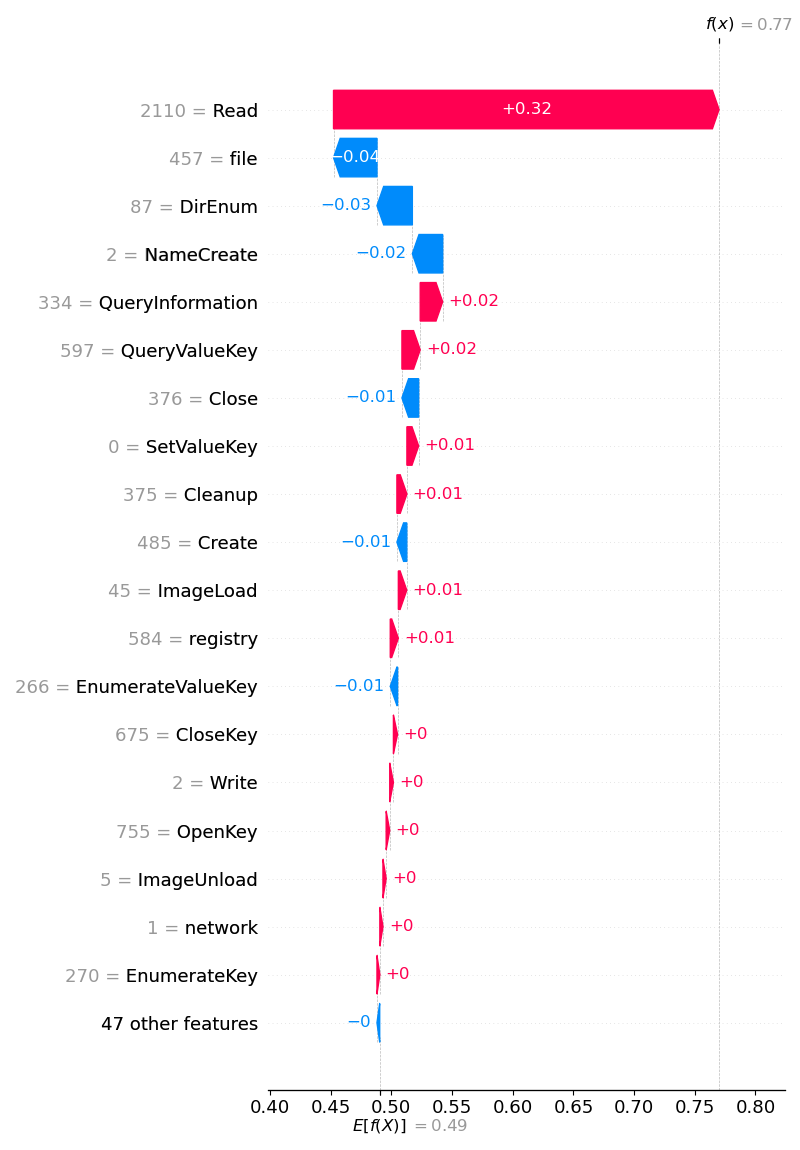 f(x) = 0.77
2110 = Read +0.32
457 = file −0.04
87 = DirEnum −0.03
2 = NameCreate −0.02
334 = QueryInformation +0.02
597 = QueryValueKey +0.02
376 = Close −0.01
0 = SetValueKey +0.01
375 = Cleanup +0.01
485 = Create −0.01
45 = ImageLoad +0.01
584 = registry +0.01
266 = EnumerateValueKey −0.01
675 = CloseKey +0
2 = Write +0
755 = OpenKey +0
5 = ImageUnload +0
1 = network +0
270 = EnumerateKey +0
47 other features −0
0.40 0.45 0.50 0.55 0.60 0.65 0.70 0.75 0.80
E[f(X)] = 0.49